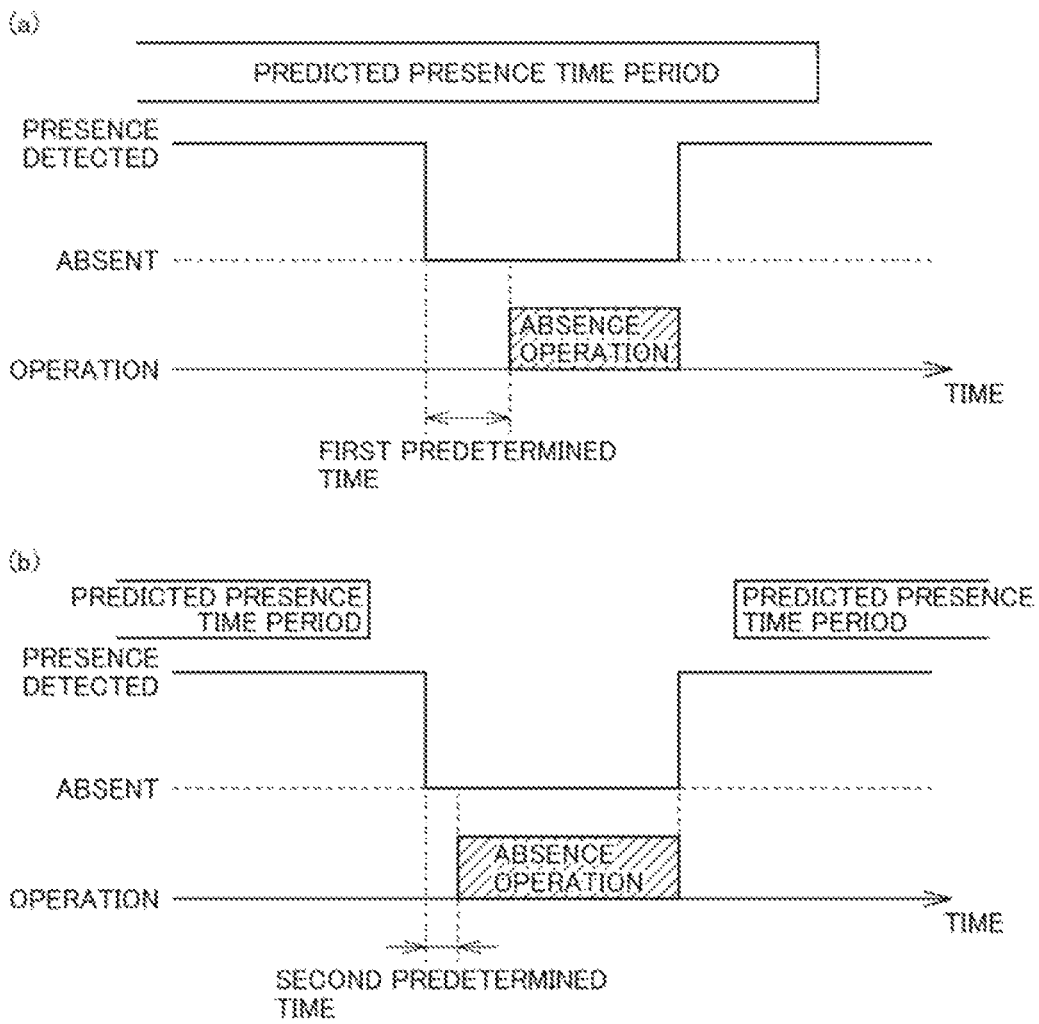 (a)
PREDICTED PRESENCE TIME PERIOD
PRESENCE
DETECTED
ABSENT
ABSENCE
OPERATION
OPERATION
TIME
FIRST PREDETERMINED
TIME
(b)
PREDICTED PRESENCE
TIME PERIOD
PREDICTED PRESENCE
TIME PERIOD
PRESENCE
DETECTED
ABSENT
ABSENCE
OPERATION
OPERATION
TIME
SECOND PREDETERMINED
TIME